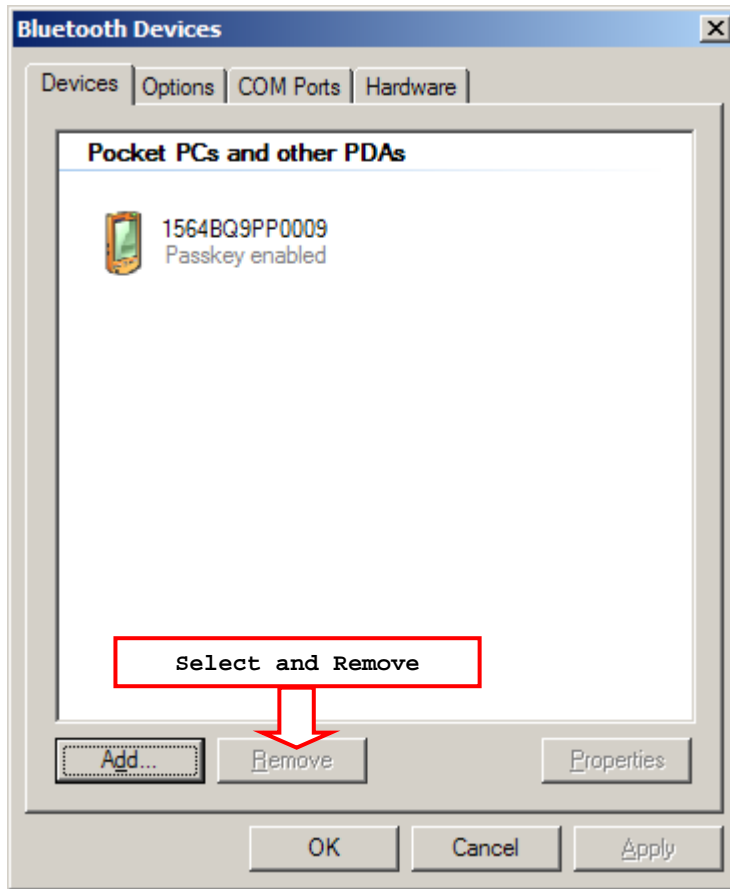 Bluetooth Devices
Devices Options COM Ports Hardware
Pocket PCs and other PDAs
1564BQ9PP0009
Passkey enabled
Select and Remove
Add... Remove Properties
OK Cancel Apply